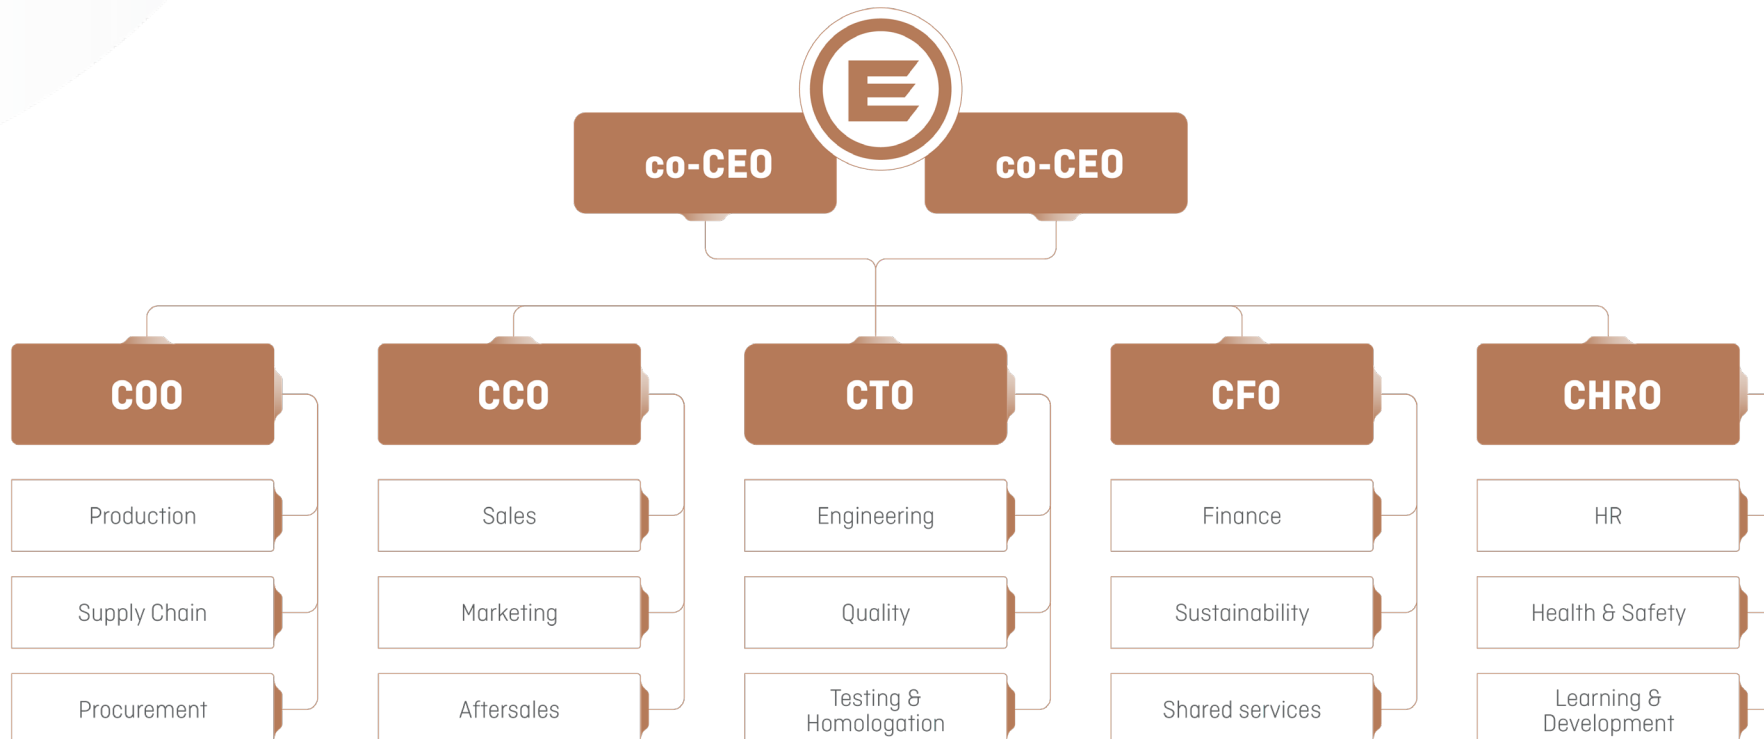 E
co-CEO
co-CEO
COO
CCO
CTO
CFO
CHRO
Production
Sales
Engineering
Finance
HR
Supply Chain
Marketing
Quality
Sustainability
Health & Safety
Procurement
Aftersales
Testing &
Homologation
Shared services
Learning &
Development